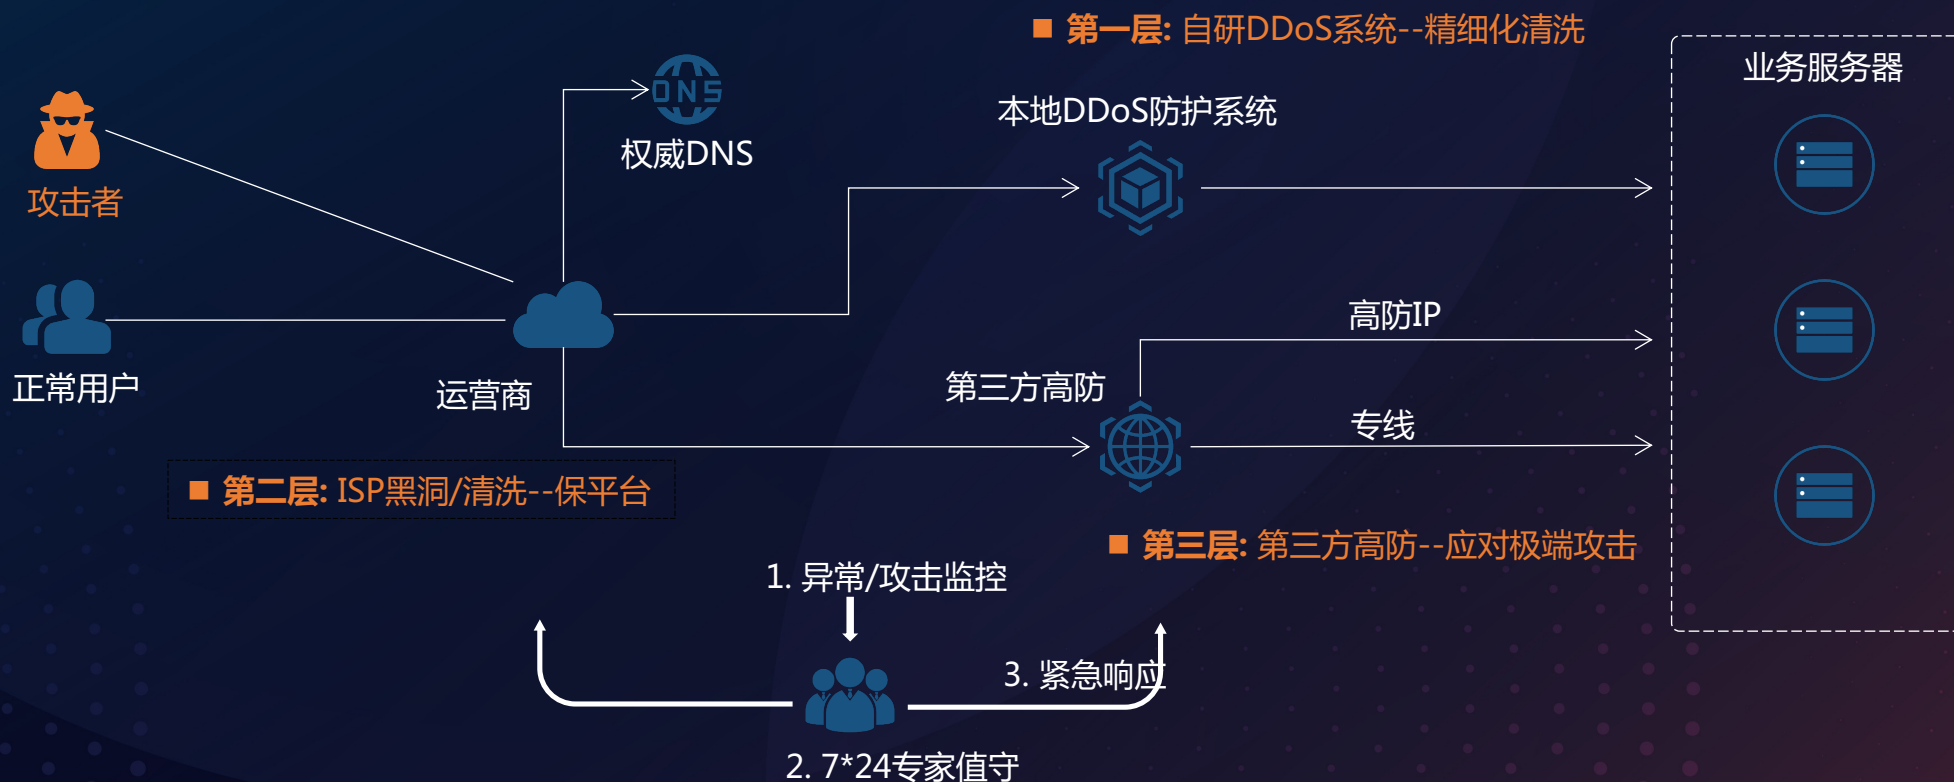 第一层: 自研DDoS系统--精细化清洗
业务服务器
DNS
本地DDoS防护系统
权威DNS
攻击者
高防IP
正常用户
运营商
第三方高防
专线
第二层: ISP黑洞/清洗--保平台
第三层: 第三方高防--应对极端攻击
1. 异常/攻击监控
3. 紧急响应
2. 7*24专家值守